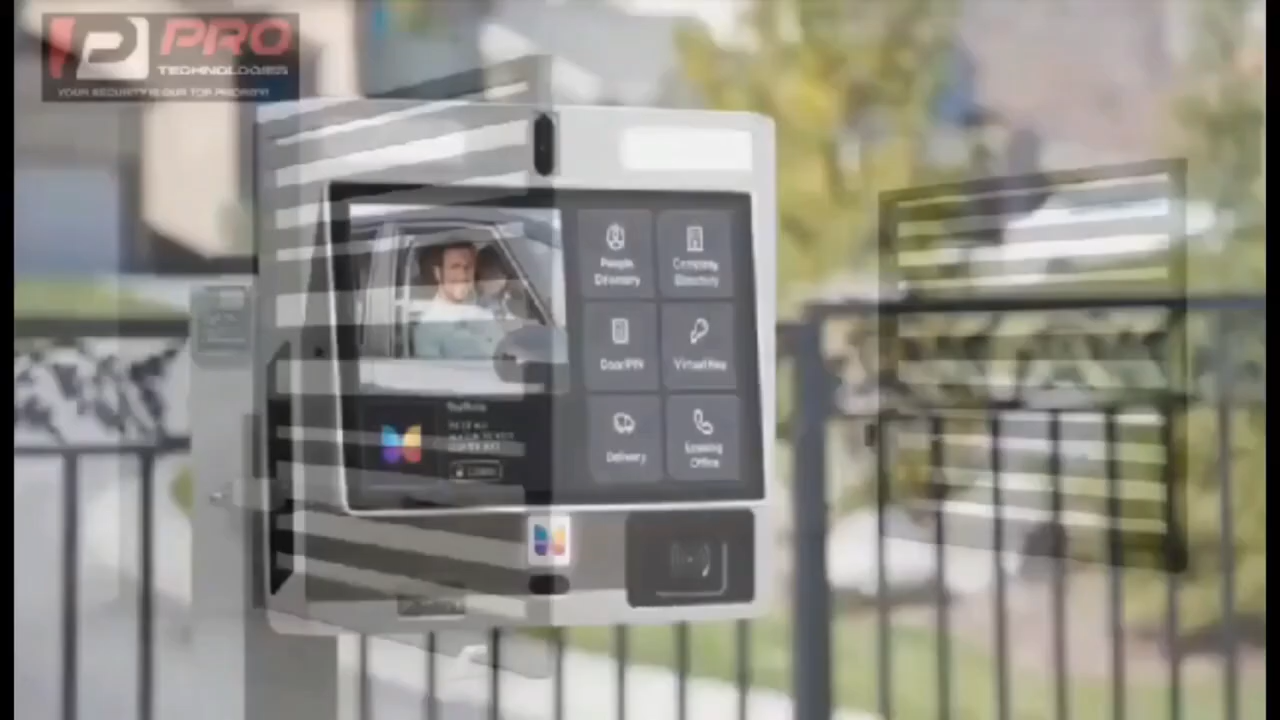 PRO
TECHNOLOGIES
YOUR SECURITY IS OUR TOP PRIORITY!
People
Directory
Company
Directory
Door PIN
Virtual Key
Delivery
Leasing
Office